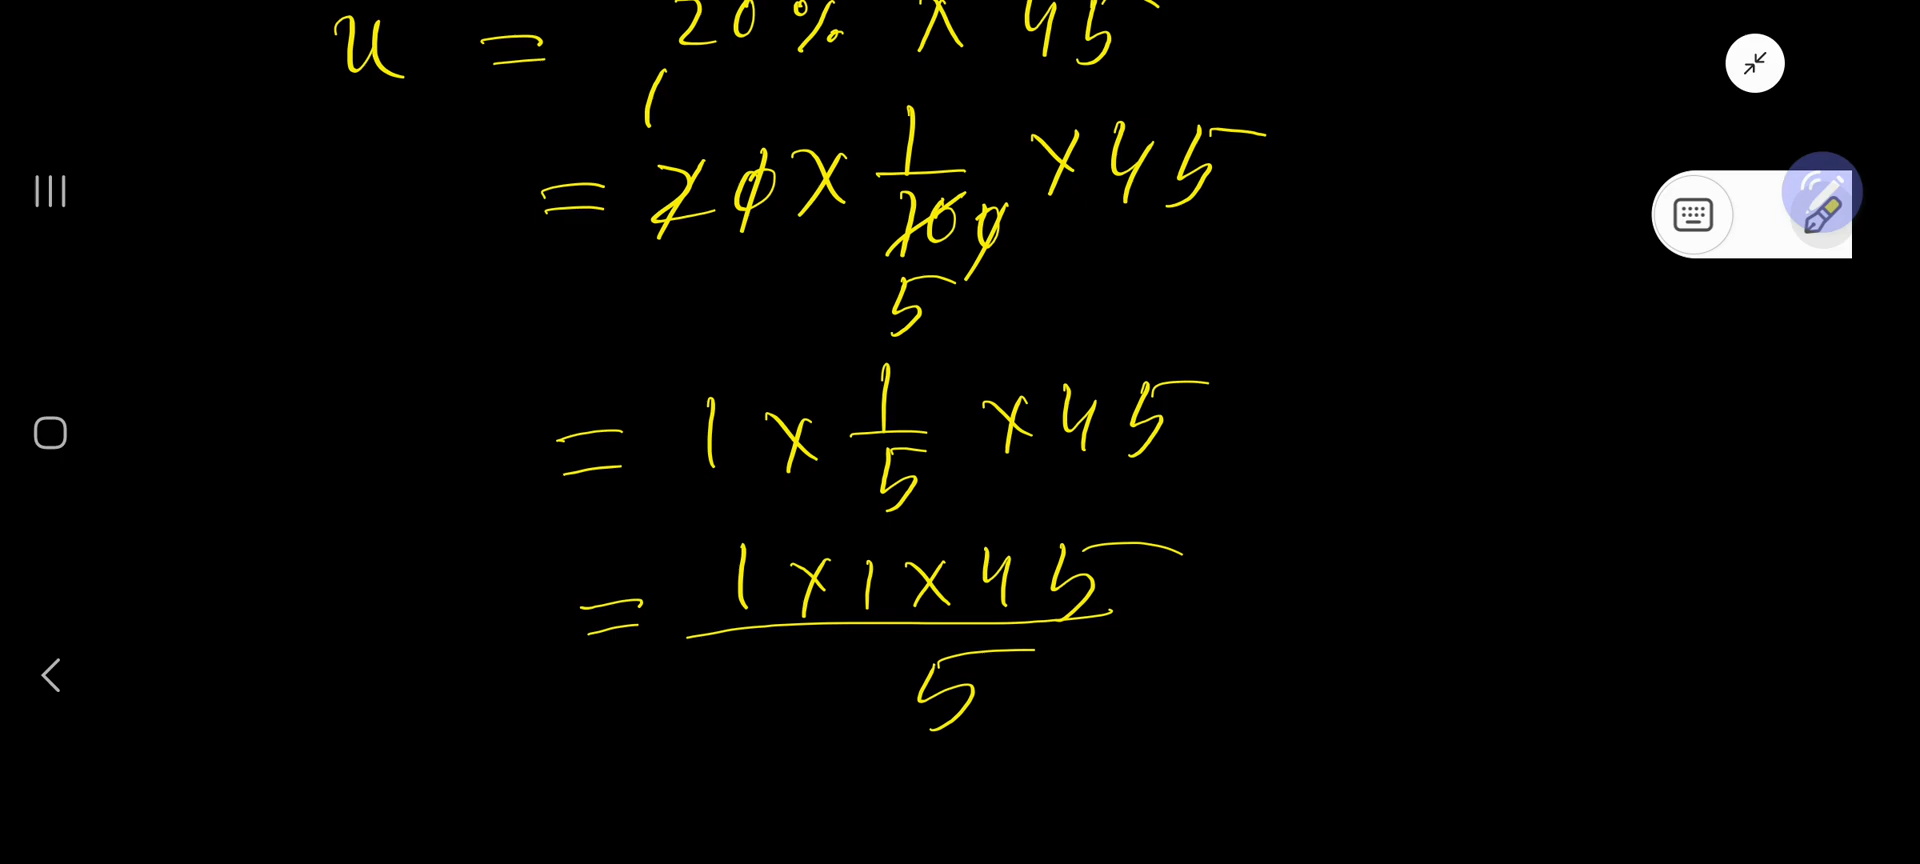 x = 20% × 45
1
= 20 × 1/100 × 45
5
= 1 × 1/5 × 45
= 1 × 1 × 45
5